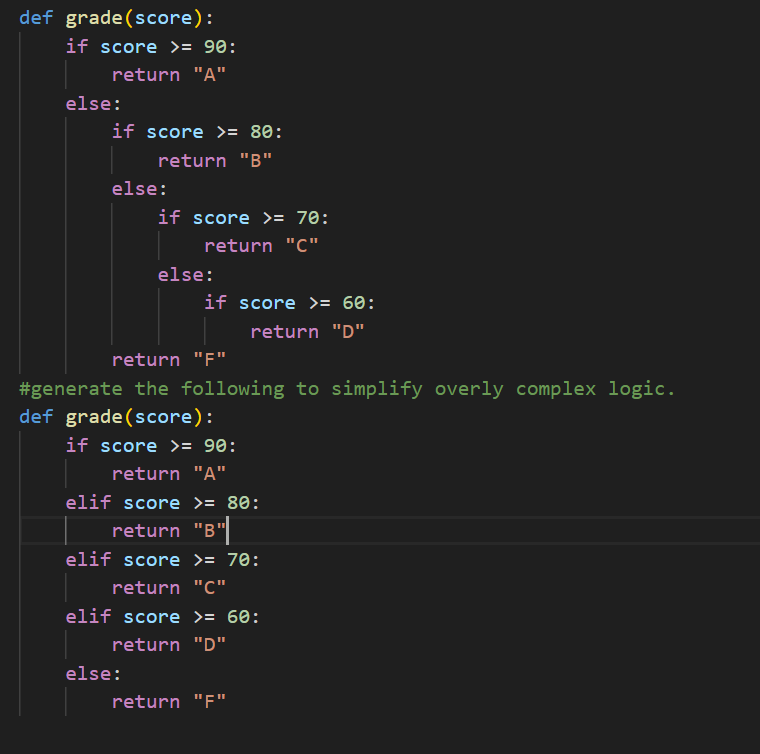 def grade(score):
    if score >= 90:
        return "A"
    else:
        if score >= 80:
            return "B"
        else:
            if score >= 70:
                return "C"
            else:
                if score >= 60:
                    return "D"
        return "F"
#generate the following to simplify overly complex logic.
def grade(score):
    if score >= 90:
        return "A"
    elif score >= 80:
        return "B"
    elif score >= 70:
        return "C"
    elif score >= 60:
        return "D"
    else:
        return "F"